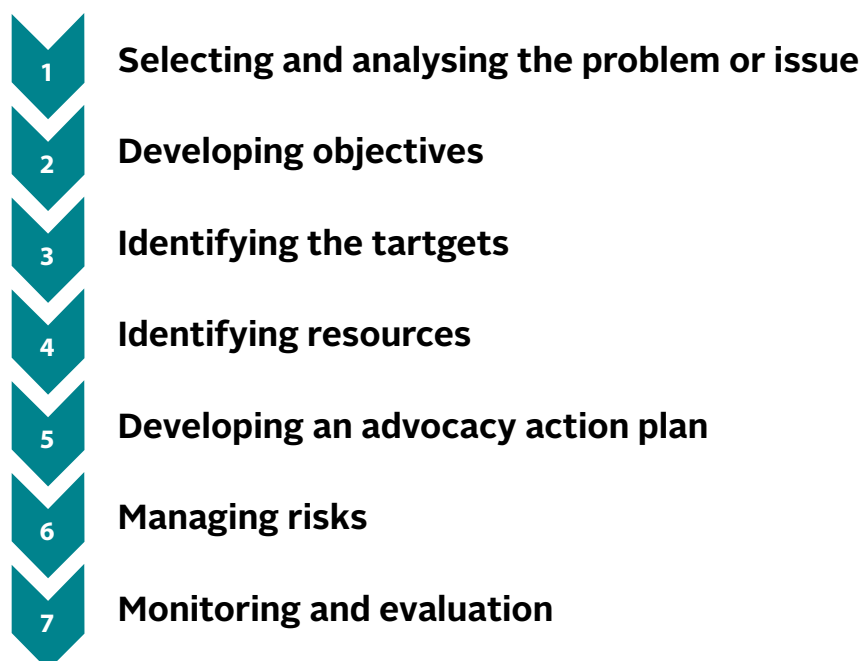 1 Selecting and analysing the problem or issue
2 Developing objectives
3 Identifying the tartgets
4 Identifying resources
5 Developing an advocacy action plan
6 Managing risks
7 Monitoring and evaluation